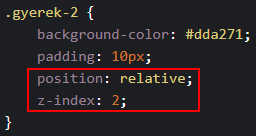 .gyerek-2 {
background-color: #dda271;
padding: 10px;
position: relative;
z-index: 2;
}